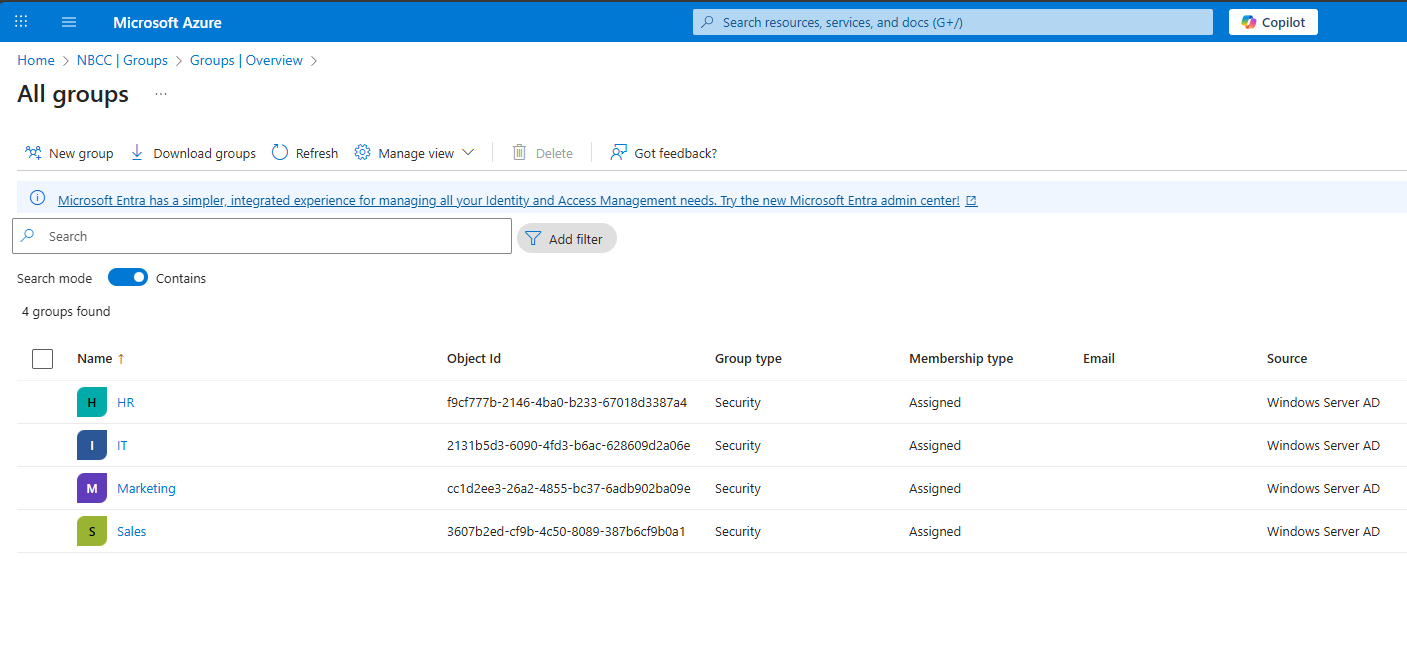 Microsoft Azure Search resources, services, and docs (G+/) Copilot
Home > NBCC | Groups > Groups | Overview >
All groups ...
New group Download groups Refresh Manage view Delete Got feedback?
Microsoft Entra has a simpler, integrated experience for managing all your Identity and Access Management needs. Try the new Microsoft Entra admin center!
Search Add filter
Search mode Contains
4 groups found
Name ↑ Object Id Group type Membership type Email Source
H HR f9cf777b-2146-4ba0-b233-67018d3387a4 Security Assigned Windows Server AD
I IT 2131b5d3-6090-4fd3-b6ac-628609d2a06e Security Assigned Windows Server AD
M Marketing cc1d2ee3-26a2-4855-bc37-6adb902ba09e Security Assigned Windows Server AD
S Sales 3607b2ed-cf9b-4c50-8089-387b6cf9b0a1 Security Assigned Windows Server AD